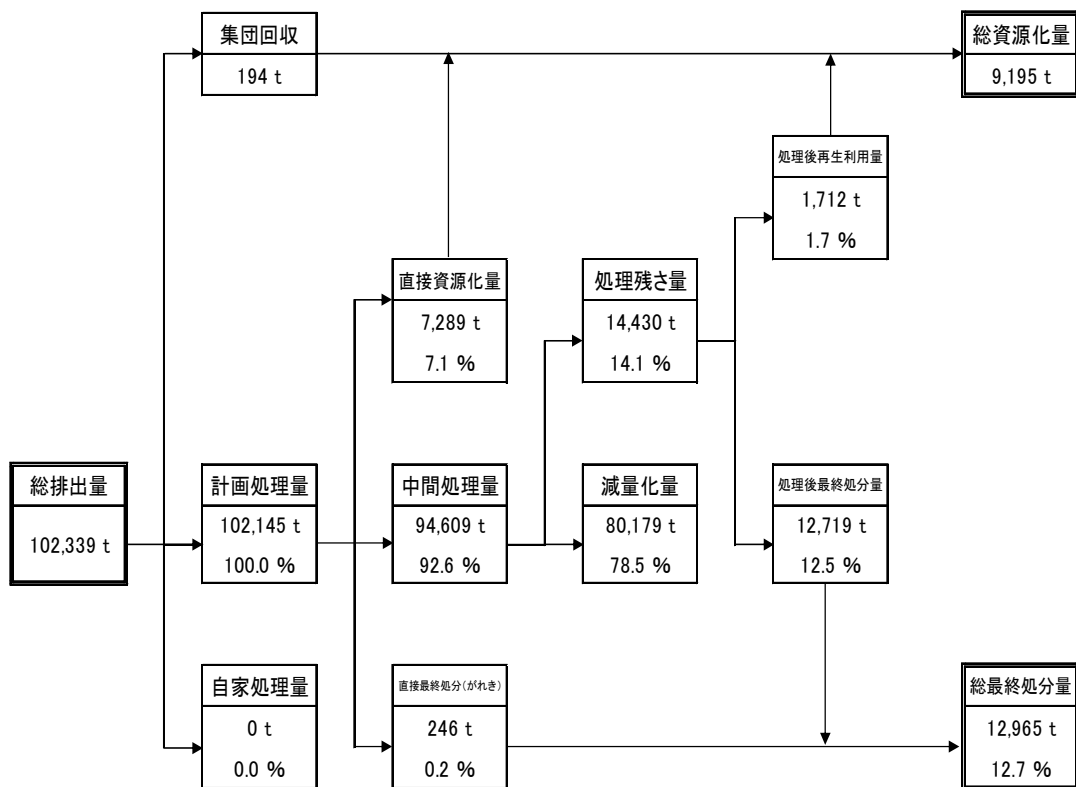 集団回収
194 t
総資源化量
9,195 t
処理後再生利用量
1,712 t
1.7 %
直接資源化量
7,289 t
7.1 %
処理残さ量
14,430 t
14.1 %
総排出量
102,339 t
計画処理量
102,145 t
100.0 %
中間処理量
94,609 t
92.6 %
減量化量
80,179 t
78.5 %
処理後最終処分量
12,719 t
12.5 %
自家処理量
0 t
0.0 %
直接最終処分(がれき)
246 t
0.2 %
総最終処分量
12,965 t
12.7 %